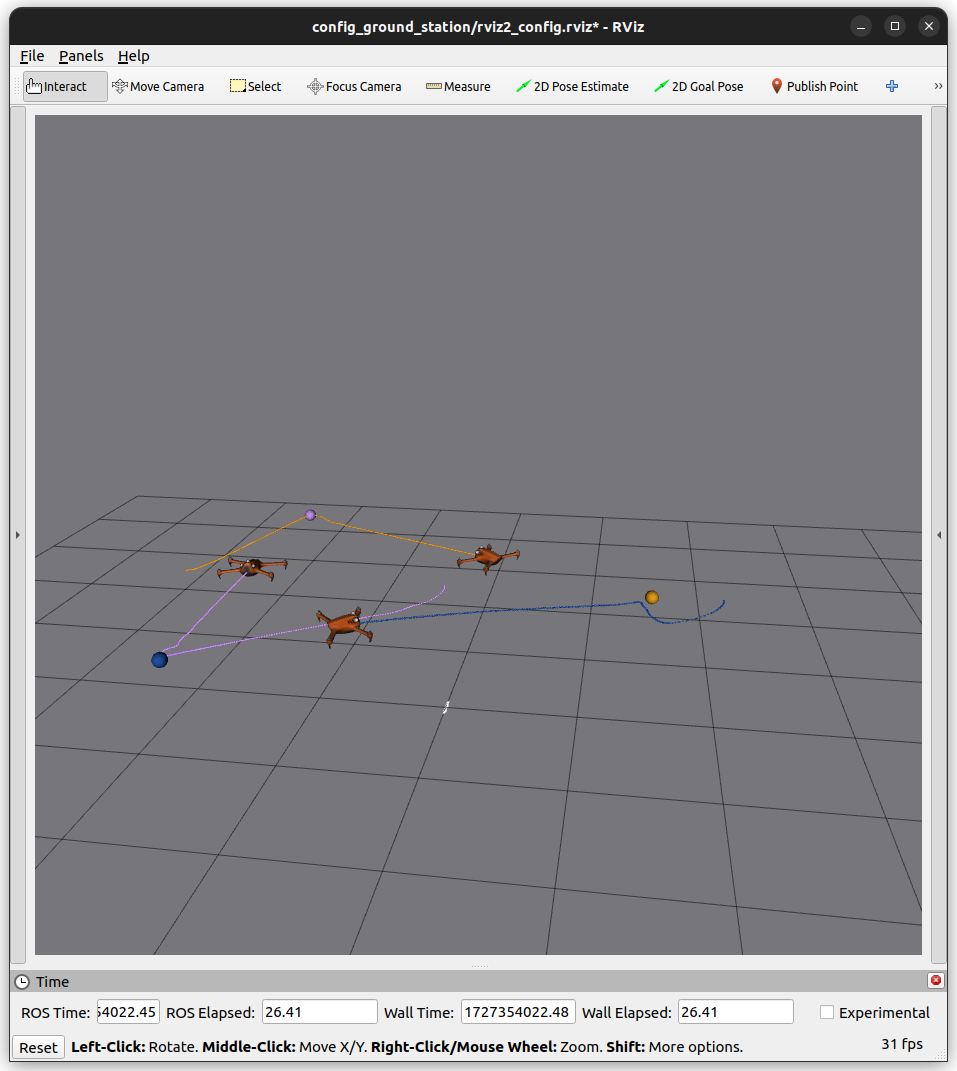 config_ground_station/rviz2_config.rviz* - RViz
File Panels Help
Interact Move Camera Select Focus Camera Measure 2D Pose Estimate 2D Goal Pose Publish Point »
Time
ROS Time: 54022.45 ROS Elapsed: 26.41 Wall Time: 1727354022.48 Wall Elapsed: 26.41 Experimental
Reset Left-Click: Rotate. Middle-Click: Move X/Y. Right-Click/Mouse Wheel: Zoom. Shift: More options. 31 fps